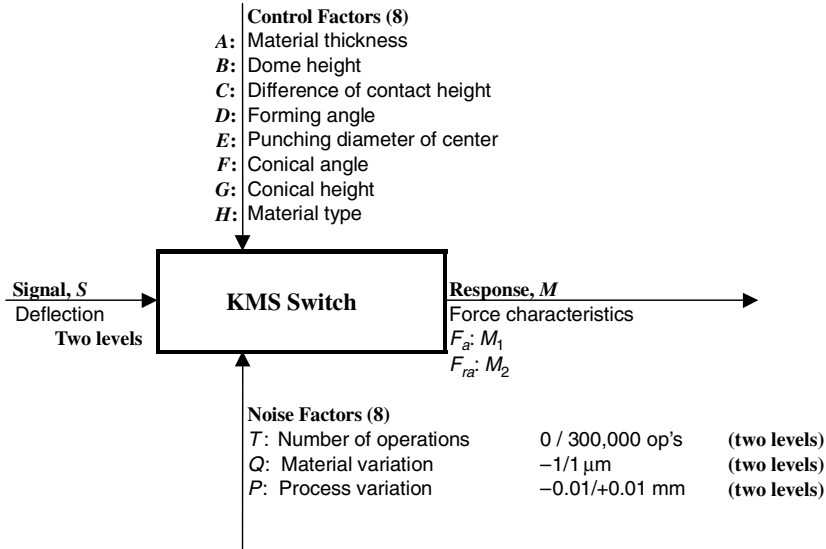 Control Factors (8)
A: Material thickness
B: Dome height
C: Difference of contact height
D: Forming angle
E: Punching diameter of center
F: Conical angle
G: Conical height
H: Material type
Signal, S
Deflection
Two levels
KMS Switch
Response, M
Force characteristics
Fa: M1
Fra: M2
Noise Factors (8)
T: Number of operations 0 / 300,000 op's (two levels)
Q: Material variation –1/1 μm (two levels)
P: Process variation –0.01/+0.01 mm (two levels)